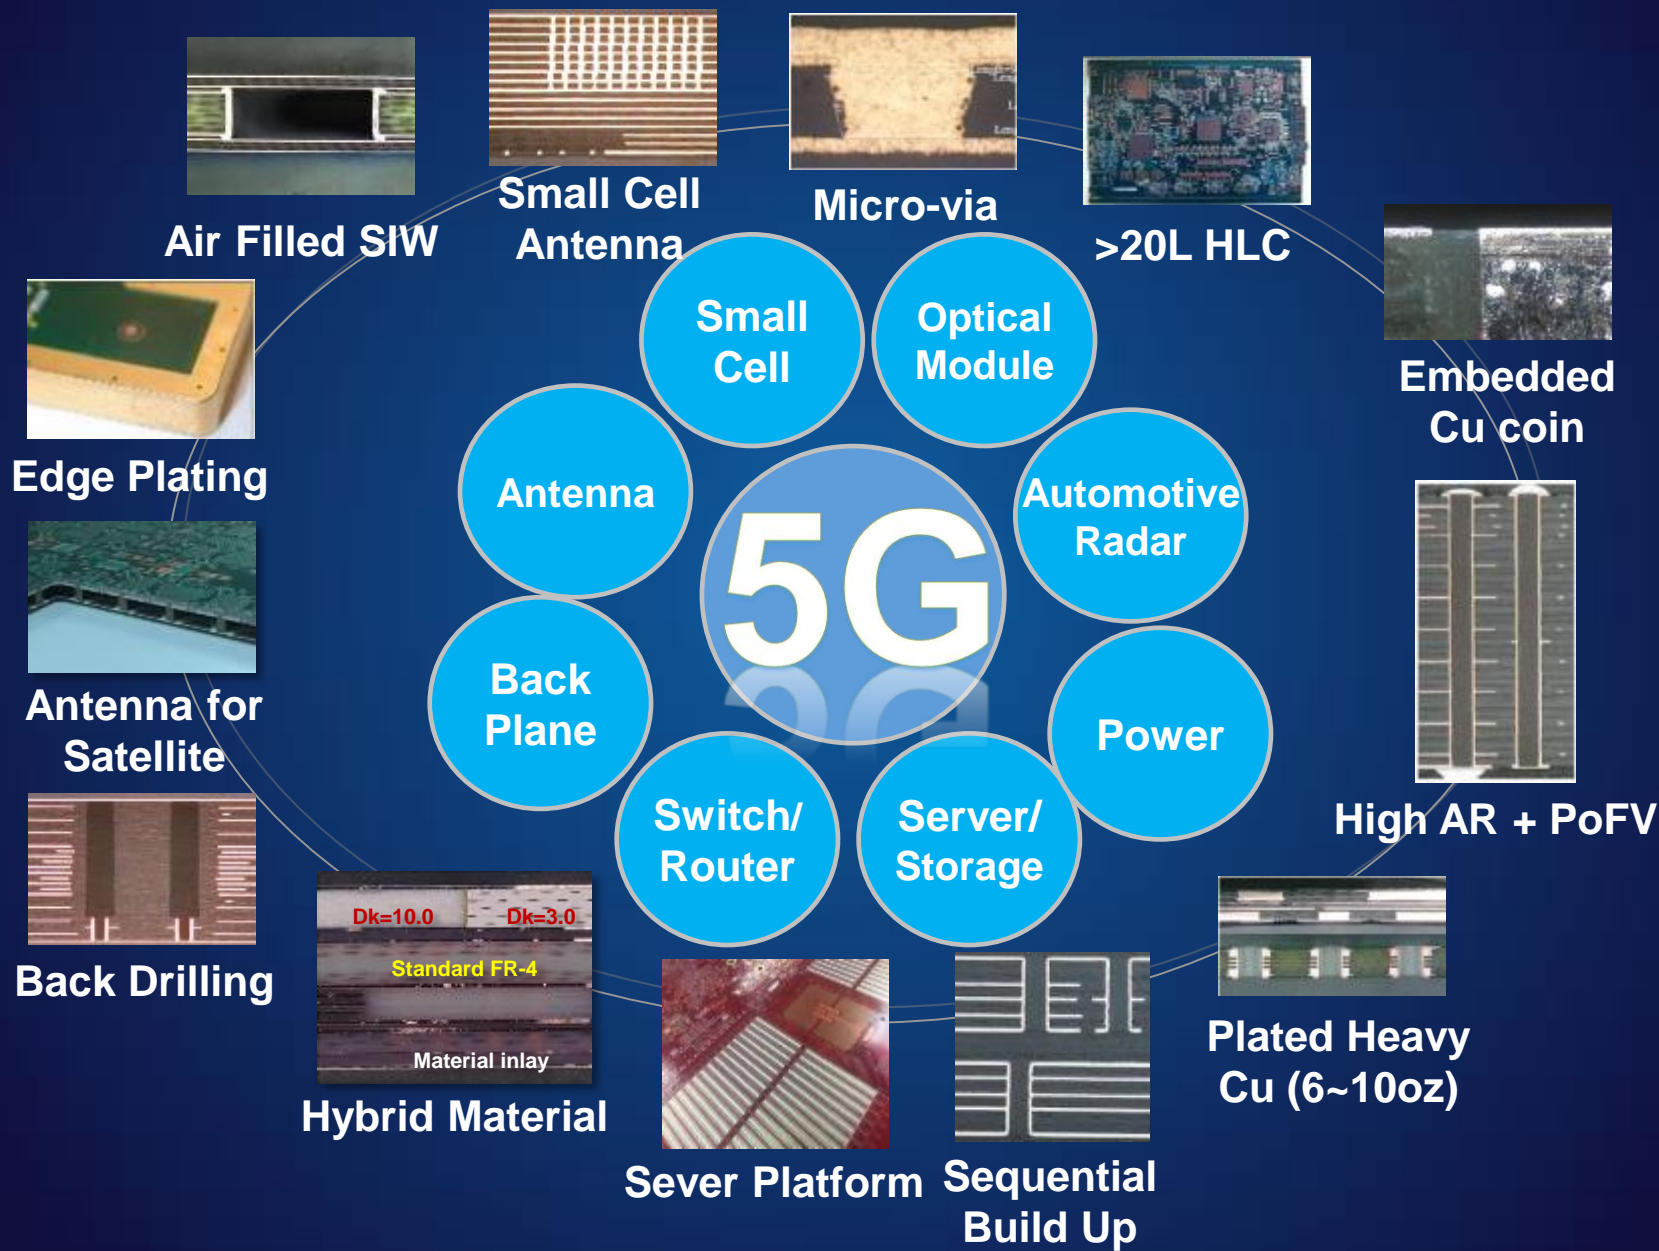 Air Filled SIW
Small Cell
Antenna
Micro-via
>20L HLC
Embedded
Cu coin
Edge Plating
Small
Cell
Optical
Module
Antenna
Automotive
Radar
5G
Antenna for
Satellite
Back
Plane
Power
High AR + PoFV
Switch/
Router
Server/
Storage
Back Drilling
Dk=10.0
Dk=3.0
Standard FR-4
Material inlay
Hybrid Material
Sever Platform
Sequential
Build Up
Plated Heavy
Cu (6~10oz)